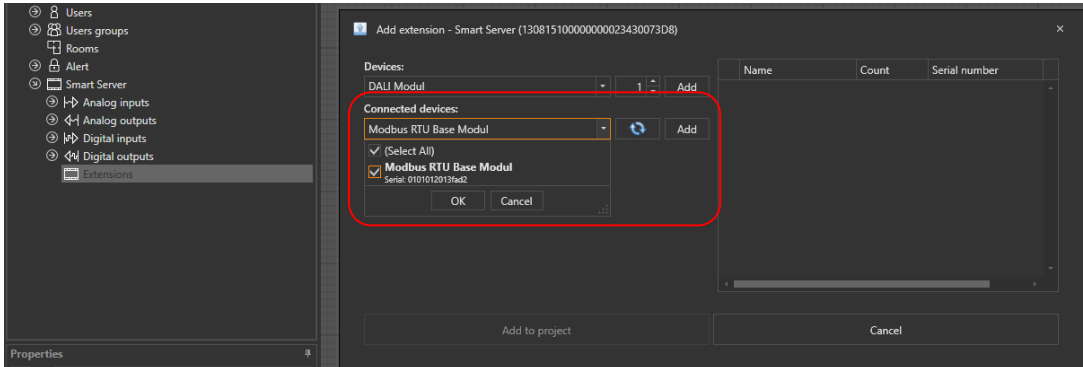 Users
Users groups
Rooms
Alert
Smart Server
Analog inputs
Analog outputs
Digital inputs
Digital outputs
Extensions
Properties
Add extension - Smart Server (130815100000000023430073D8)
Devices:
DALI Modul 1 Add
Connected devices:
Modbus RTU Base Modul Add
(Select All)
Modbus RTU Base Modul
Serial: 0101012013fad2
OK Cancel
Name Count Serial number
Add to project Cancel